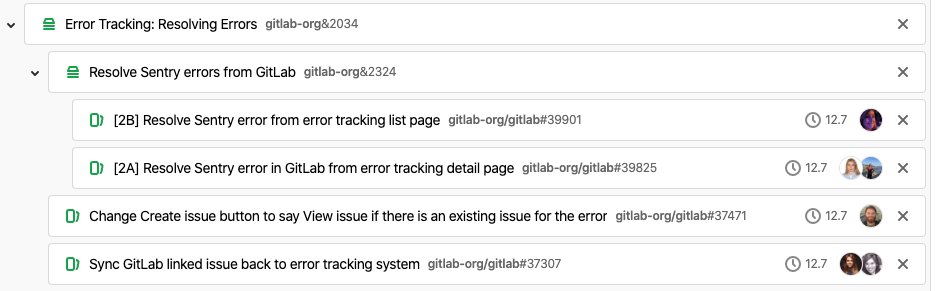 Error Tracking: Resolving Errors gitlab-org&2034
Resolve Sentry errors from GitLab gitlab-org&2324
[2B] Resolve Sentry error from error tracking list page gitlab-org/gitlab#39901 12.7
[2A] Resolve Sentry error in GitLab from error tracking detail page gitlab-org/gitlab#39825 12.7
Change Create issue button to say View issue if there is an existing issue for the error gitlab-org/gitlab#37471 12.7
Sync GitLab linked issue back to error tracking system gitlab-org/gitlab#37307 12.7